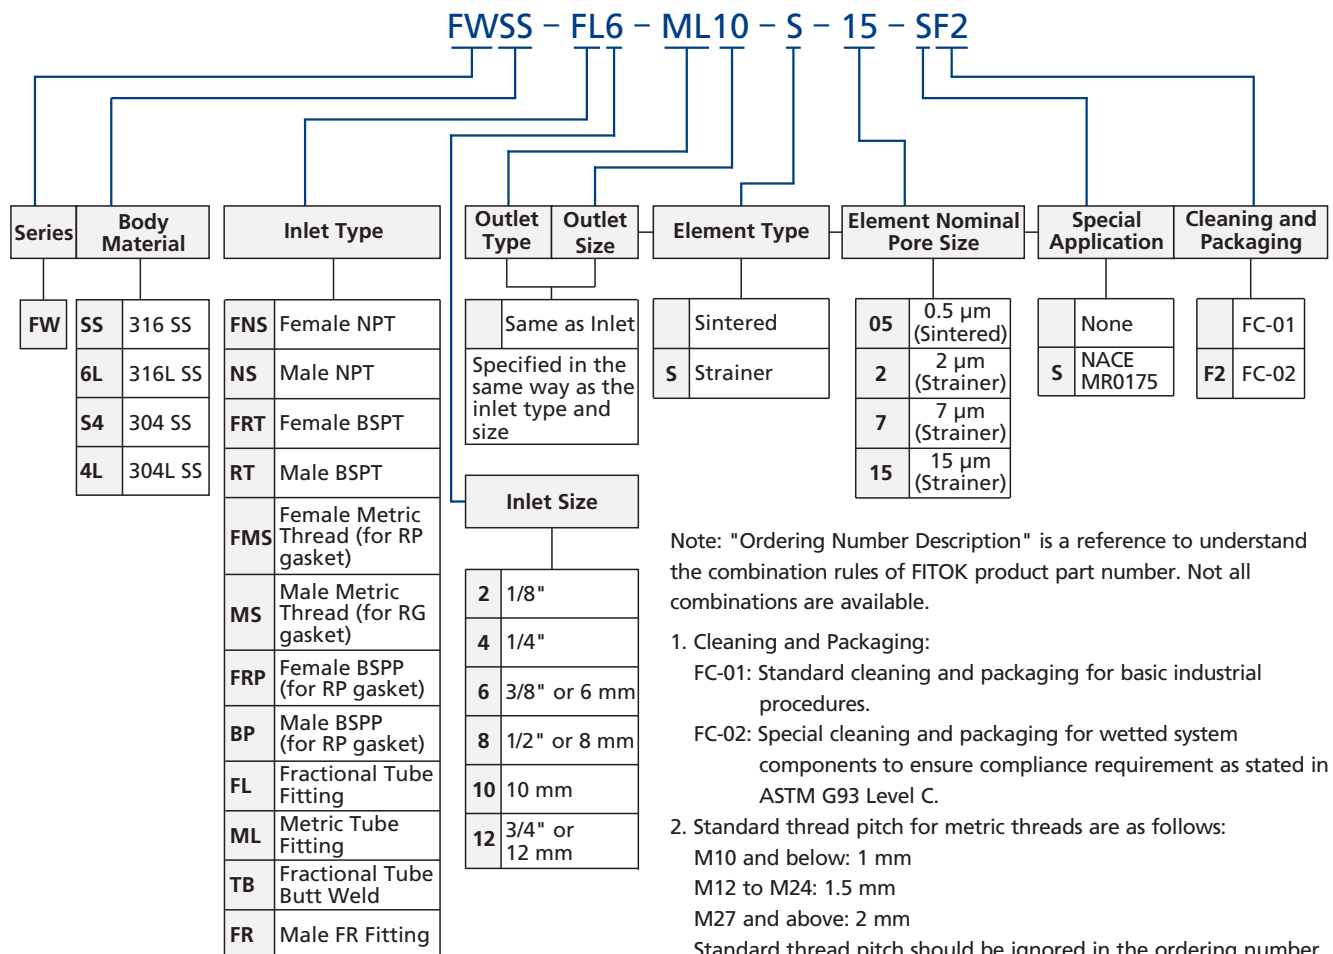 FWSS – FL6 – ML10 – S – 15 – SF2
Series
Body
Material
Inlet Type
Outlet
Type
Outlet
Size
Element Type
Element Nominal
Pore Size
Special
Application
Cleaning and
Packaging
FW
SS 316 SS
6L 316L SS
S4 304 SS
4L 304L SS
FNS Female NPT
NS Male NPT
FRT Female BSPT
RT Male BSPT
FMS Female Metric
Thread (for RP
gasket)
MS Male Metric
Thread (for RG
gasket)
FRP Female BSPP
(for RP gasket)
BP Male BSPP
(for RP gasket)
FL Fractional Tube
Fitting
ML Metric Tube
Fitting
TB Fractional Tube
Butt Weld
FR Male FR Fitting
Same as Inlet
Specified in the
same way as the
inlet type and
size
Inlet Size
2 1/8"
4 1/4"
6 3/8" or 6 mm
8 1/2" or 8 mm
10 10 mm
12 3/4" or
12 mm
Sintered
S Strainer
05 0.5 µm
(Sintered)
2 2 µm
(Strainer)
7 7 µm
(Strainer)
15 15 µm
(Strainer)
None
S NACE
MR0175
FC-01
F2 FC-02
Note: "Ordering Number Description" is a reference to understand
the combination rules of FITOK product part number. Not all
combinations are available.
1. Cleaning and Packaging:
FC-01: Standard cleaning and packaging for basic industrial
procedures.
FC-02: Special cleaning and packaging for wetted system
components to ensure compliance requirement as stated in
ASTM G93 Level C.
2. Standard thread pitch for metric threads are as follows:
M10 and below: 1 mm
M12 to M24: 1.5 mm
M27 and above: 2 mm
Standard thread pitch should be ignored in the ordering number